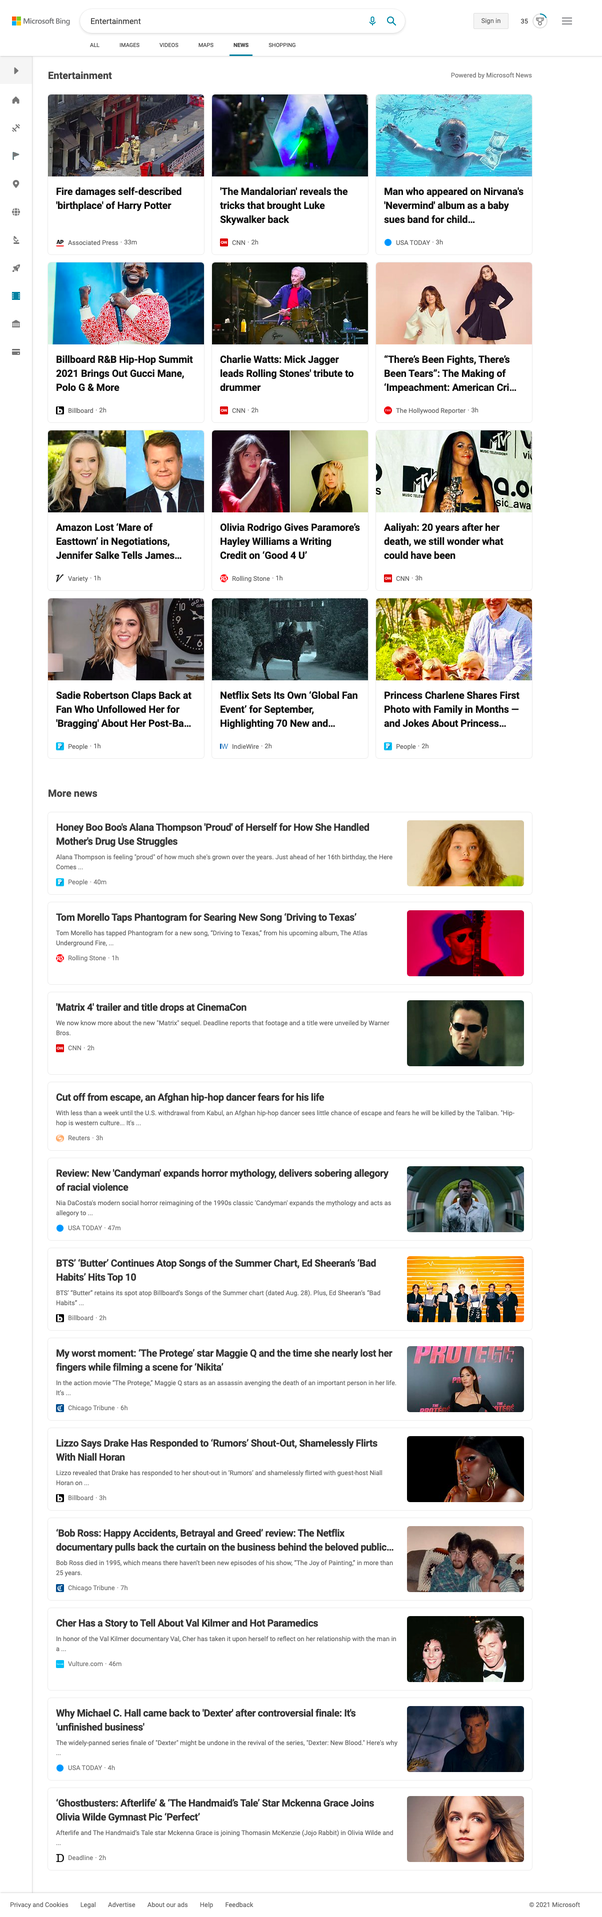 Microsoft Bing
Entertainment
Sign in
35
ALL
IMAGES
VIDEOS
MAPS
NEWS
SHOPPING
Entertainment
Powered by Microsoft News
Fire damages self-described
'birthplace' of Harry Potter
AP Associated Press · 33m
'The Mandalorian' reveals the
tricks that brought Luke
Skywalker back
CNN CNN · 2h
Man who appeared on Nirvana's
'Nevermind' album as a baby
sues band for child...
USA TODAY · 3h
Billboard R&B Hip-Hop Summit
2021 Brings Out Gucci Mane,
Polo G & More
b Billboard · 2h
Charlie Watts: Mick Jagger
leads Rolling Stones' tribute to
drummer
CNN CNN · 2h
“There’s Been Fights, There’s
Been Tears”: The Making of
‘Impeachment: American Cri...
The Hollywood Reporter · 3h
Amazon Lost ‘Mare of
Easttown’ in Negotiations,
Jennifer Salke Tells James...
V Variety · 1h
Olivia Rodrigo Gives Paramore’s
Hayley Williams a Writing
Credit on ‘Good 4 U’
RS Rolling Stone · 1h
MTV
MUSIC TELEVISION
Aaliyah: 20 years after her
death, we still wonder what
could have been
CNN CNN · 3h
Sadie Robertson Claps Back at
Fan Who Unfollowed Her for
'Bragging' About Her Post-Ba...
P People · 1h
Netflix Sets Its Own ‘Global Fan
Event’ for September,
Highlighting 70 New and...
IW IndieWire · 2h
Princess Charlene Shares First
Photo with Family in Months —
and Jokes About Princess...
P People · 2h
More news
Honey Boo Boo's Alana Thompson 'Proud' of Herself for How She Handled
Mother's Drug Use Struggles
Alana Thompson is feeling "proud" of how much she's grown over the years. Just ahead of her 16th birthday, the Here
Comes ...
P People · 40m
Tom Morello Taps Phantogram for Searing New Song ‘Driving to Texas’
Tom Morello has tapped Phantogram for a new song, “Driving to Texas,” from his upcoming album, The Atlas
Underground Fire, ...
RS Rolling Stone · 1h
'Matrix 4' trailer and title drops at CinemaCon
We now know more about the new "Matrix" sequel. Deadline reports that footage and a title were unveiled by Warner
Bros.
CNN CNN · 2h
Cut off from escape, an Afghan hip-hop dancer fears for his life
With less than a week until the U.S. withdrawal from Kabul, an Afghan hip-hop dancer sees little chance of escape and fears he will be killed by the Taliban. "Hip-
hop is western culture... It's ...
Reuters · 3h
Review: New 'Candyman' expands horror mythology, delivers sobering allegory
of racial violence
Nia DaCosta's modern social horror reimagining of the 1990s classic 'Candyman' expands the mythology and acts as
allegory to ...
USA TODAY · 47m
BTS’ ‘Butter’ Continues Atop Songs of the Summer Chart, Ed Sheeran’s ‘Bad
Habits’ Hits Top 10
BTS’ “Butter” retains its spot atop Billboard’s Songs of the Summer chart (dated Aug. 28). Plus, Ed Sheeran’s “Bad
Habits” ...
b Billboard · 2h
PROTEGE
My worst moment: ‘The Protege’ star Maggie Q and the time she nearly lost her
fingers while filming a scene for ‘Nikita’
In the action movie “The Protege,” Maggie Q stars as an assassin avenging the death of an important person in her life.
It’s ...
Chicago Tribune · 6h
Lizzo Says Drake Has Responded to ‘Rumors’ Shout-Out, Shamelessly Flirts
With Niall Horan
Lizzo revealed that Drake has responded to her shout-out in ‘Rumors’ and shamelessly flirted with guest-host Niall
Horan on ...
b Billboard · 3h
‘Bob Ross: Happy Accidents, Betrayal and Greed’ review: The Netflix
documentary pulls back the curtain on the business behind the beloved public...
Bob Ross died in 1995, which means there haven’t been new episodes of his show, “The Joy of Painting,” in more than
25 years.
Chicago Tribune · 7h
Cher Has a Story to Tell About Val Kilmer and Hot Paramedics
In honor of the Val Kilmer documentary Val, Cher has taken it upon herself to reflect on her relationship with the man in
a ...
Vulture.com · 46m
Why Michael C. Hall came back to 'Dexter' after controversial finale: It's
'unfinished business'
The widely-panned series finale of "Dexter" might be undone in the revival of the series, "Dexter: New Blood." Here's why
...
USA TODAY · 4h
‘Ghostbusters: Afterlife’ & ‘The Handmaid’s Tale’ Star Mckenna Grace Joins
Olivia Wilde Gymnast Pic ‘Perfect’
Afterlife and The Handmaid’s Tale star Mckenna Grace is joining Thomasin McKenzie (Jojo Rabbit) in Olivia Wilde and
...
D Deadline · 2h
Privacy and Cookies
Legal
Advertise
About our ads
Help
Feedback
© 2021 Microsoft